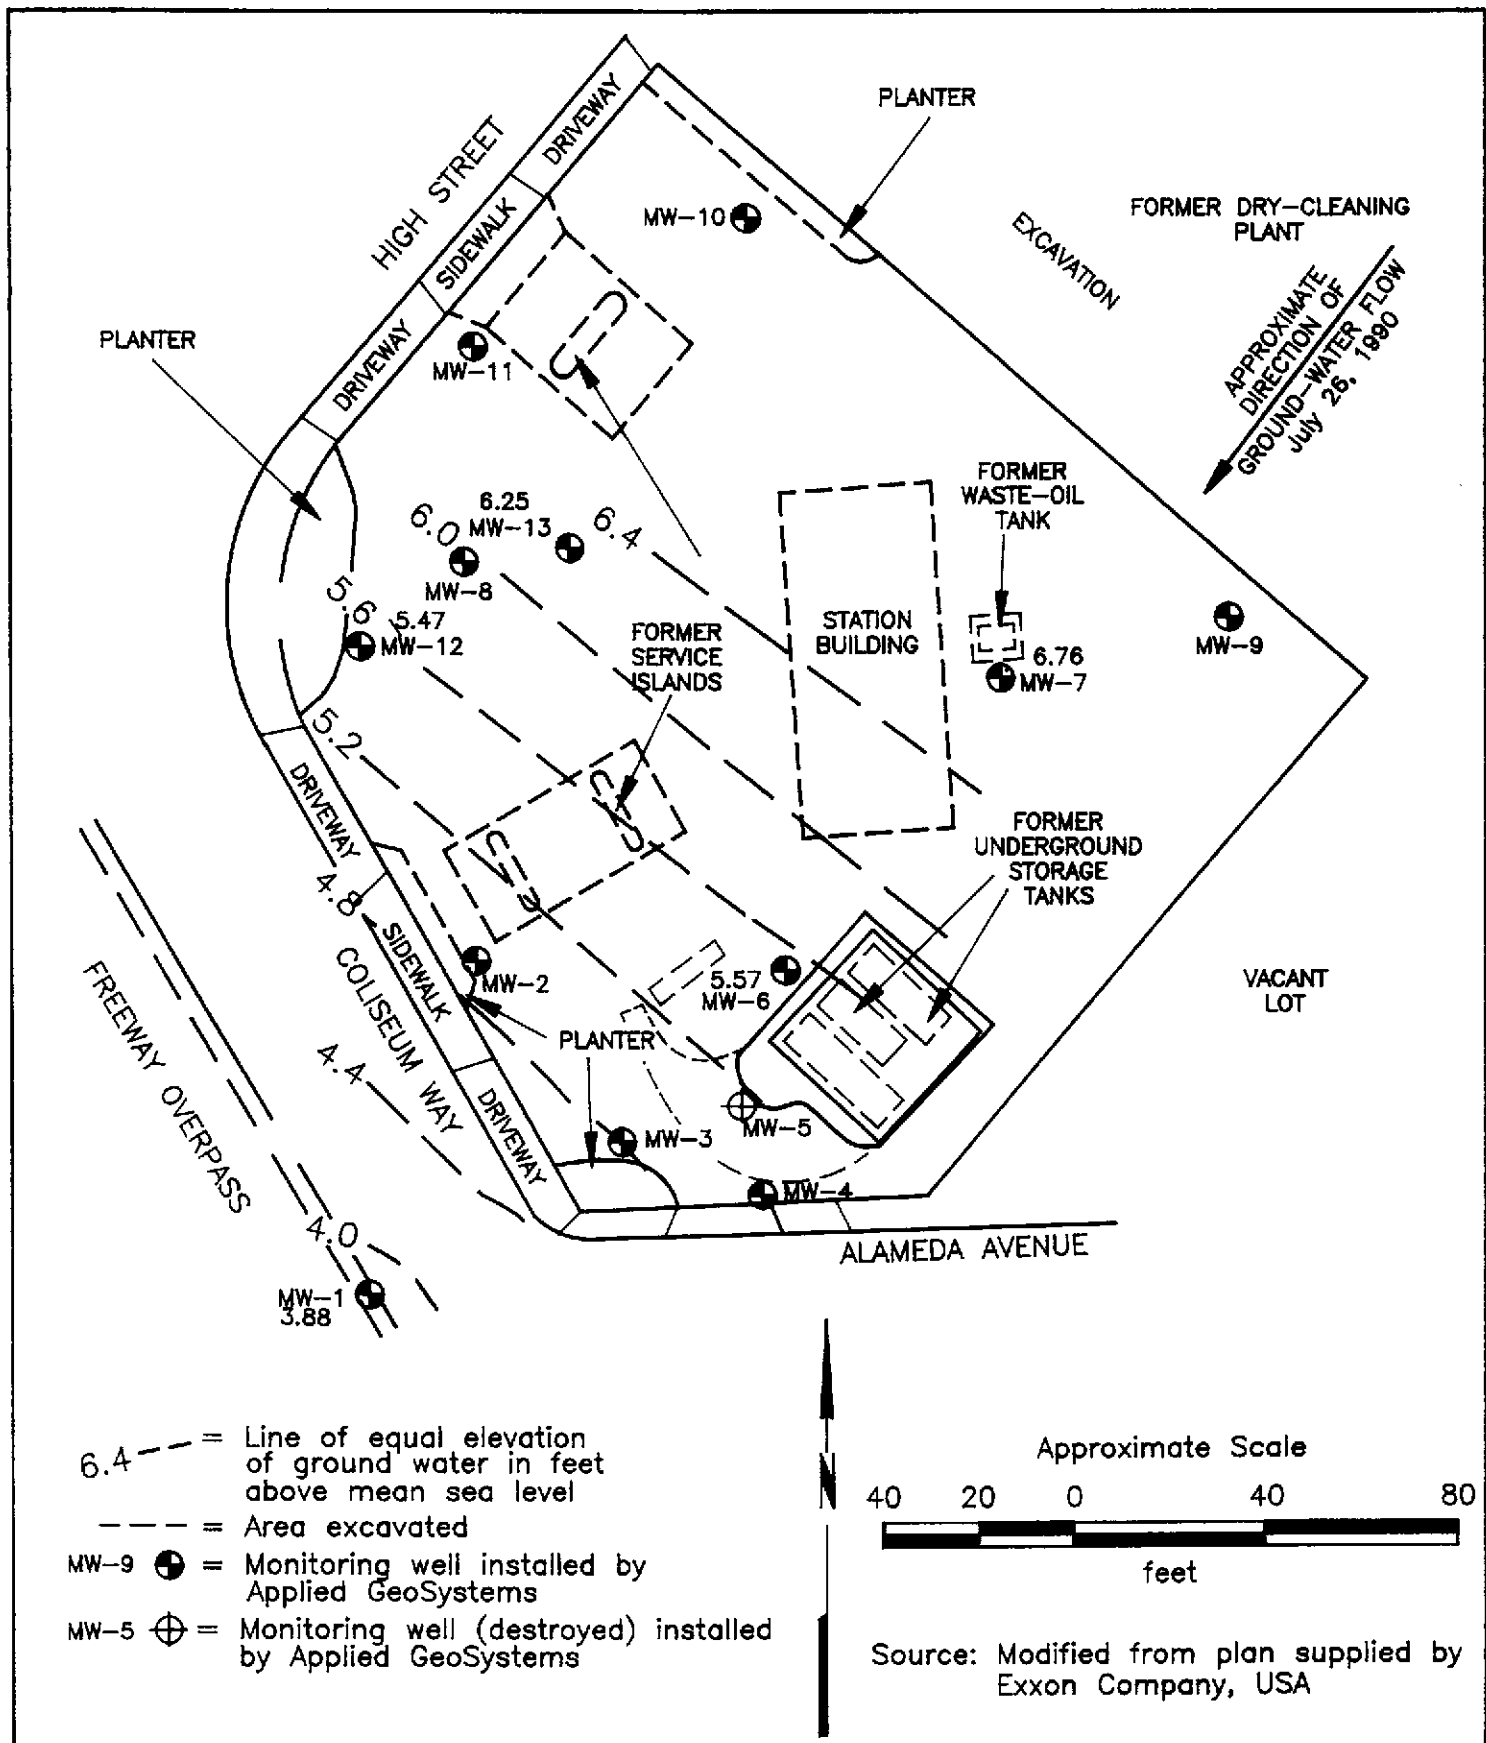 PLANTER
DRIVEWAY
HIGH STREET
SIDEWALK
DRIVEWAY
MW-10
EXCAVATION
FORMER DRY-CLEANING
PLANT
APPROXIMATE
DIRECTION OF
GROUND-WATER FLOW
July 26, 1990
PLANTER
MW-11
6.25
MW-13
6.0
6.4
MW-8
FORMER
WASTE-OIL
TANK
5.6
5.47
MW-12
FORMER
SERVICE
ISLANDS
STATION
BUILDING
6.76
MW-7
MW-9
5.2
DRIVEWAY
FORMER
UNDERGROUND
STORAGE
TANKS
4.8
SIDEWALK
MW-2
5.57
MW-6
VACANT
LOT
FREEWAY OVERPASS
COLISEUM WAY
PLANTER
4.4
DRIVEWAY
MW-5
MW-3
MW-4
4.0
ALAMEDA AVENUE
MW-1
3.88
6.4 = Line of equal elevation
of ground water in feet
above mean sea level
= Area excavated
MW-9 = Monitoring well installed by
Applied GeoSystems
MW-5 = Monitoring well (destroyed) installed
by Applied GeoSystems
Approximate Scale
40 20 0 40 80
feet
Source: Modified from plan supplied by
Exxon Company, USA